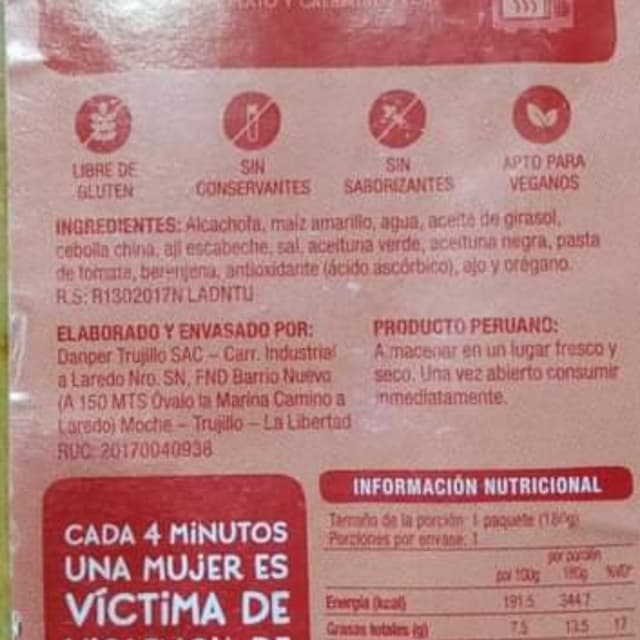 LIBRE DE
GLUTEN
SIN
CONSERVANTES
SIN
SABORIZANTES
APTO PARA
VEGANOS
INGREDIENTES: Alcachofa, maíz amarillo, agua, aceite de girasol,
cebolla china, ají escabeche, sal, aceituna verde, aceituna negra, pasta
de tomate, berenjena, antioxidante (ácido ascórbico), ajo y orégano.
R.S: R1302017N LADNTU
ELABORADO Y ENVASADO POR:
Danper Trujillo SAC – Carr. Industrial
a Laredo Nro. SN, FND Barrio Nuevo
(A 150 MTS Óvalo la Marina Camino a
Laredo) Moche – Trujillo – La Libertad
RUC: 20170040938
PRODUCTO PERUANO:
Almacenar en un lugar fresco y
seco. Una vez abierto consumir
inmediatamente.
CADA 4 MINUTOS
UNA MUJER ES
VÍCTIMA DE
INFORMACIÓN NUTRICIONAL
Tamaño de la porción: 1 paquete (180g)
Porciones por envase: 1
por 100g por porción 180g %VD*
Energía (kcal) 191.5 344.7 -
Grasas totales (g) 7.5 13.5 17